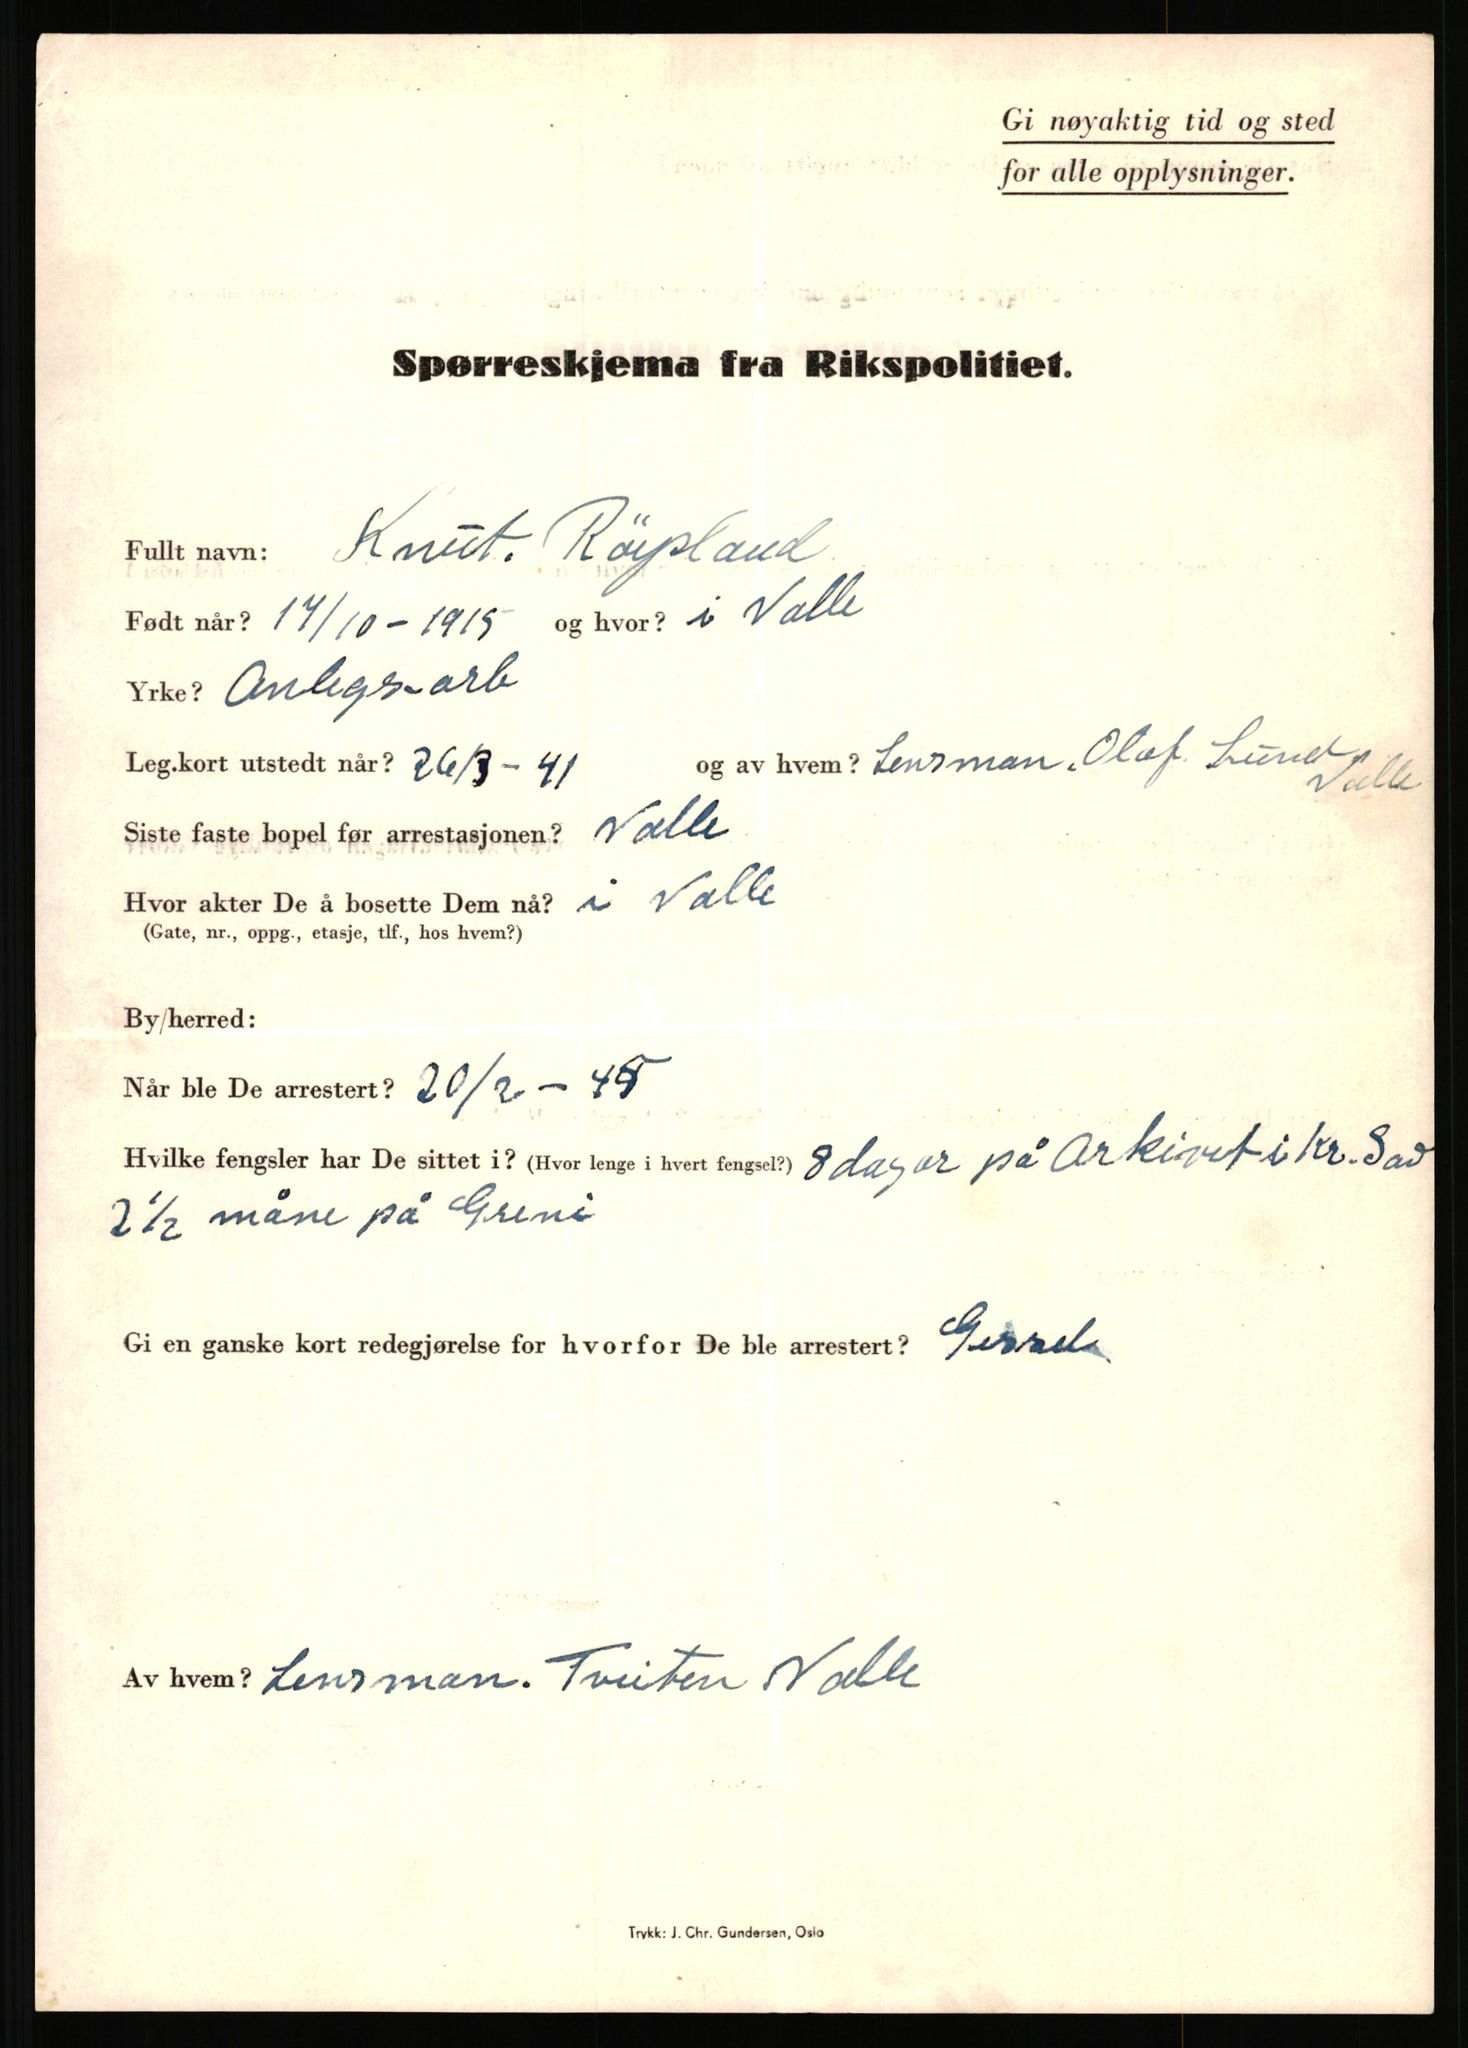 Gi nøyaktig tid og sted
for alle opplysninger.
Spørreskjema fra Rikspolitiet.
Fullt navn: Knut. Röysland
Født når? 17/10 - 1915 og hvor? i Valle
Yrke? Anlegs-arb
Leg.kort utstedt når? 26/3 - 41 og av hvem? Lensman. Olaf. Lund
Valle
Siste faste bopel før arrestasjonen? Valle
Hvor akter De å bosette Dem nå? i Valle
(Gate, nr., oppg., etasje, tlf., hos hvem?)
By/herred:
Når ble De arrestert? 20/2 - 45
Hvilke fengsler har De sittet i? (Hvor lenge i hvert fengsel?) 8 dagar på Arkivet i Kr. Sad
2 1/2 måne på Greni
Gi en ganske kort redegjørelse for hvorfor De ble arrestert?
Av hvem? Lensman. Tveiten Valle
Trykk: J. Chr. Gundersen, Oslo